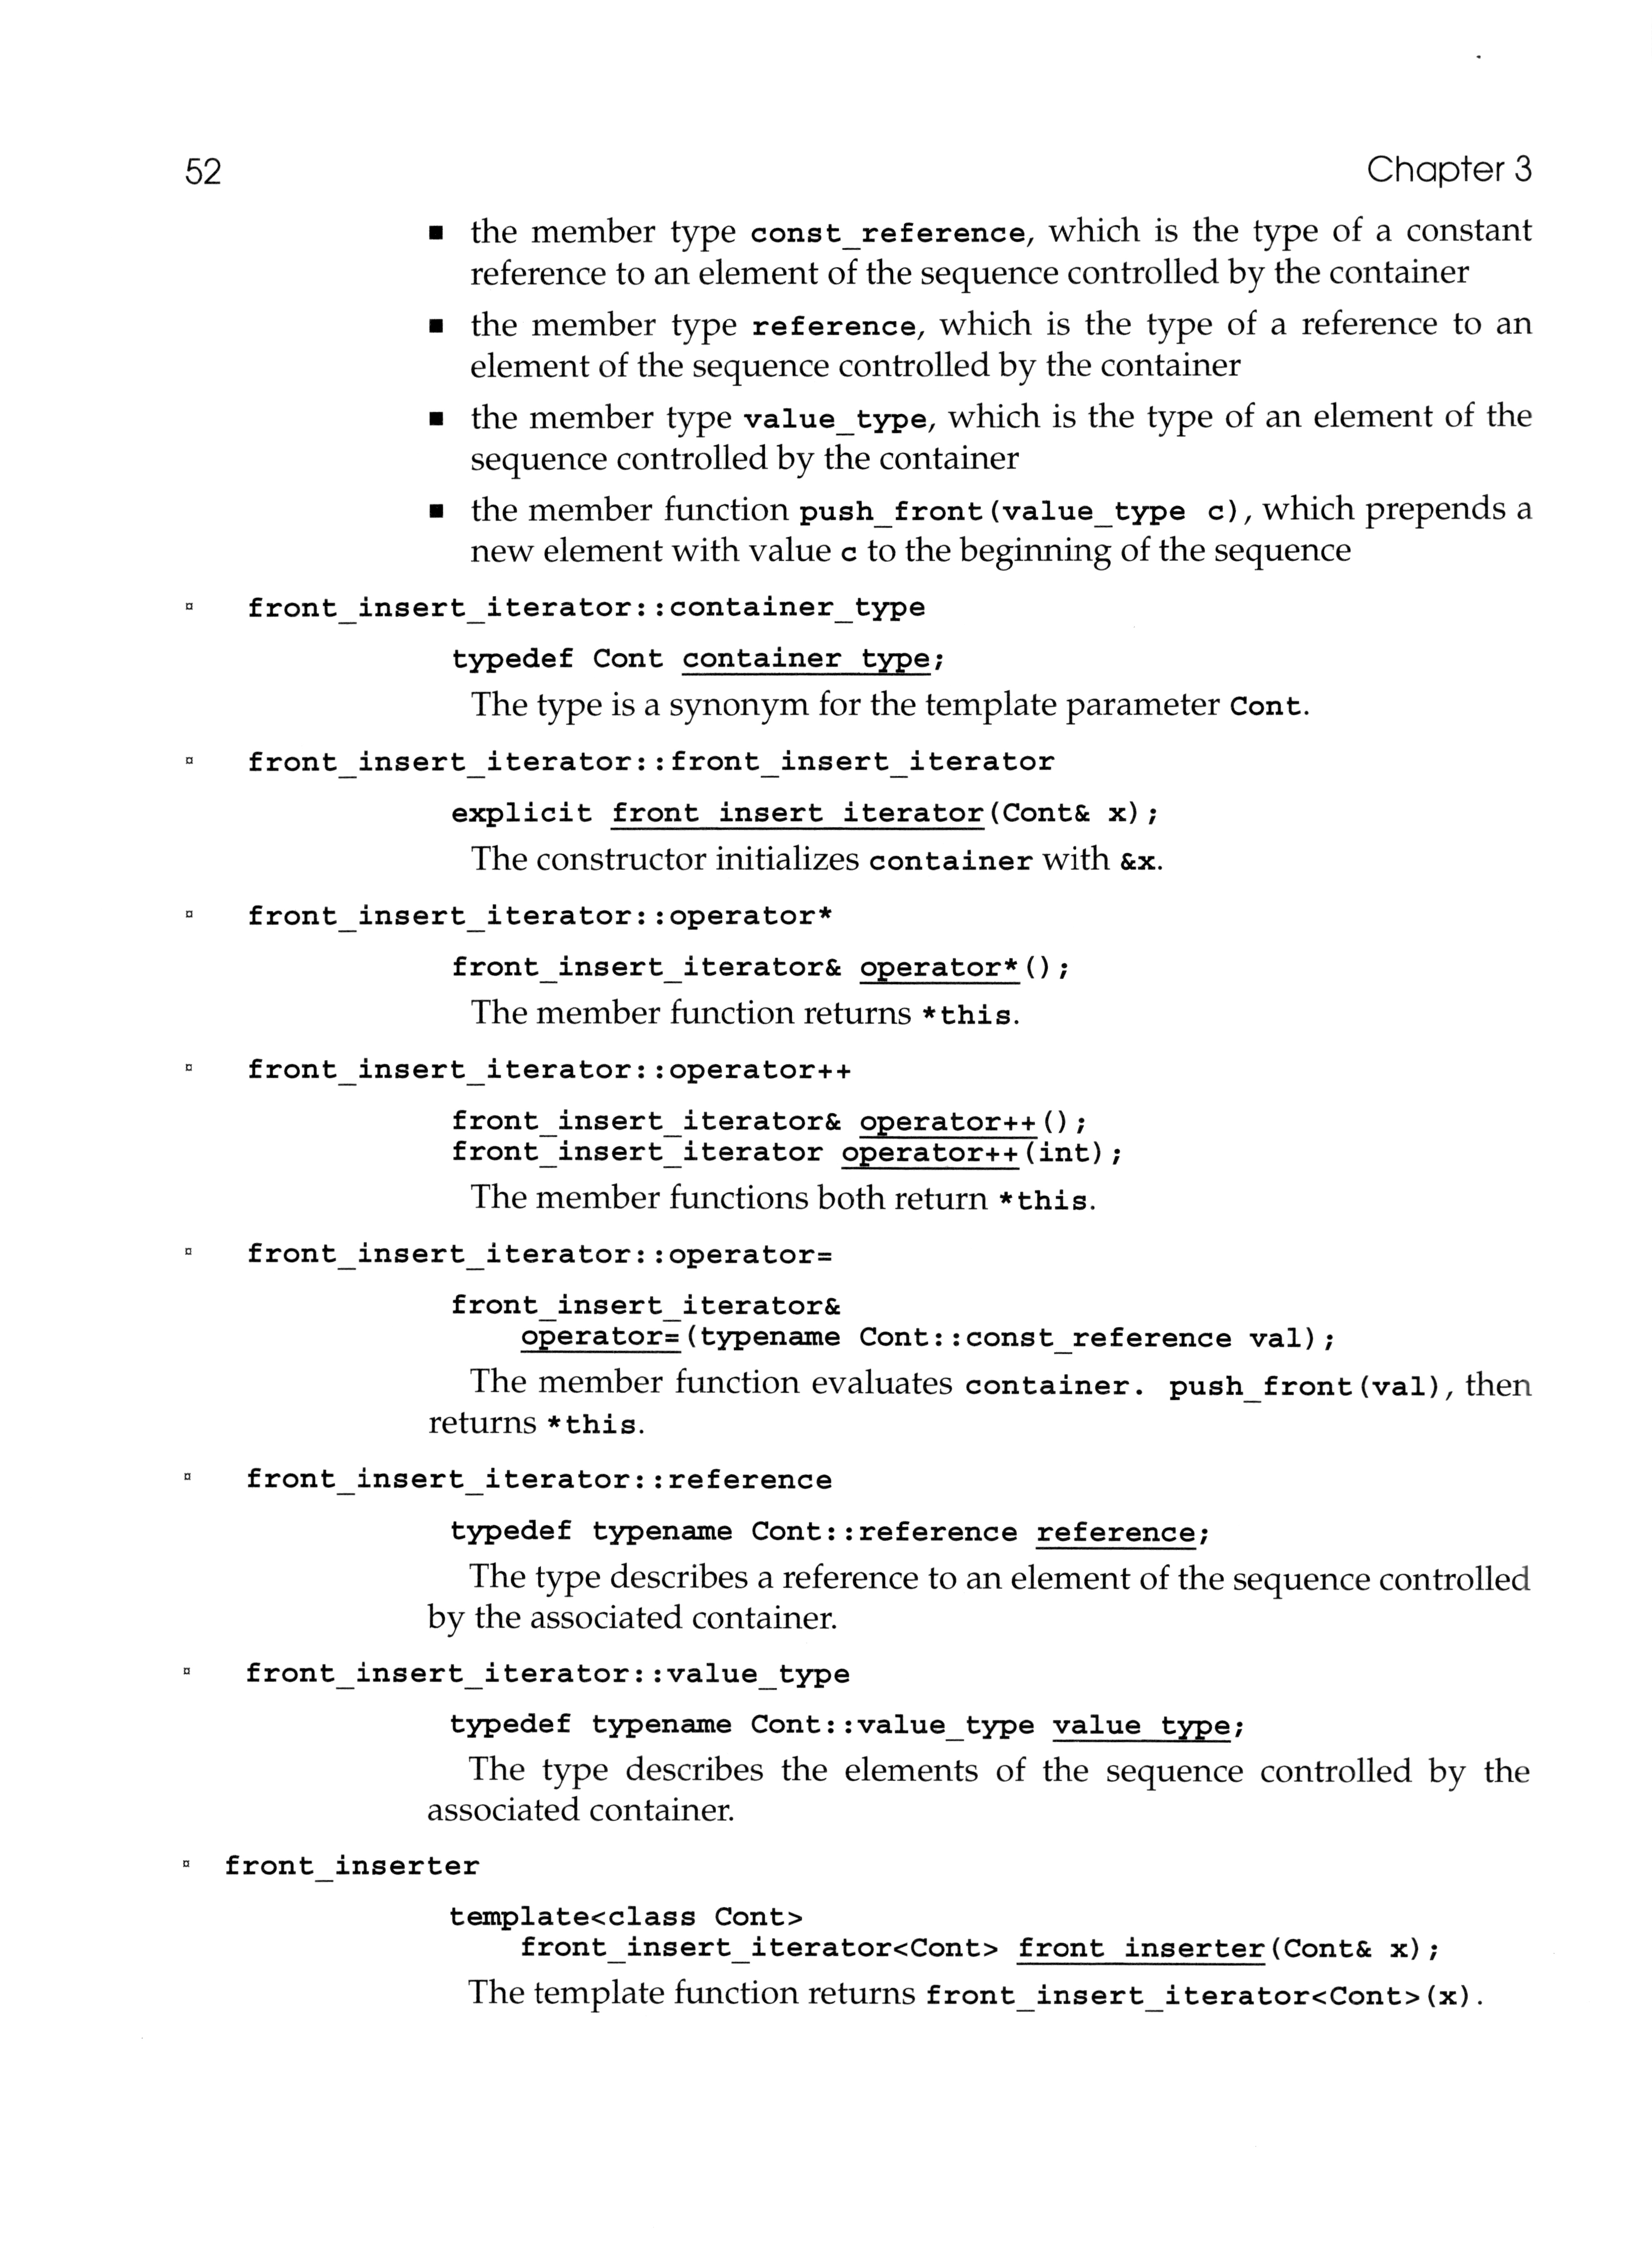 52 Chapter 3
■ the member type const_reference, which is the type of a constant
reference to an element of the sequence controlled by the container
■ the member type reference, which is the type of a reference to an
element of the sequence controlled by the container
■ the member type value_type, which is the type of an element of the
sequence controlled by the container
■ the member function push_front(value_type c), which prepends a
new element with value c to the beginning of the sequence
¤ front_insert_iterator::container_type
typedef Cont container_type;
The type is a synonym for the template parameter Cont.
¤ front_insert_iterator::front_insert_iterator
explicit front_insert_iterator(Cont& x);
The constructor initializes container with &x.
¤ front_insert_iterator::operator*
front_insert_iterator& operator*();
The member function returns *this.
¤ front_insert_iterator::operator++
front_insert_iterator& operator++();
front_insert_iterator operator++(int);
The member functions both return *this.
¤ front_insert_iterator::operator=
front_insert_iterator&
operator=(typename Cont::const_reference val);
The member function evaluates container. push_front(val), then
returns *this.
¤ front_insert_iterator::reference
typedef typename Cont::reference reference;
The type describes a reference to an element of the sequence controlled
by the associated container.
¤ front_insert_iterator::value_type
typedef typename Cont::value_type value_type;
The type describes the elements of the sequence controlled by the
associated container.
¤ front_inserter
template<class Cont>
front_insert_iterator<Cont> front_inserter(Cont& x);
The template function returns front_insert_iterator<Cont>(x).